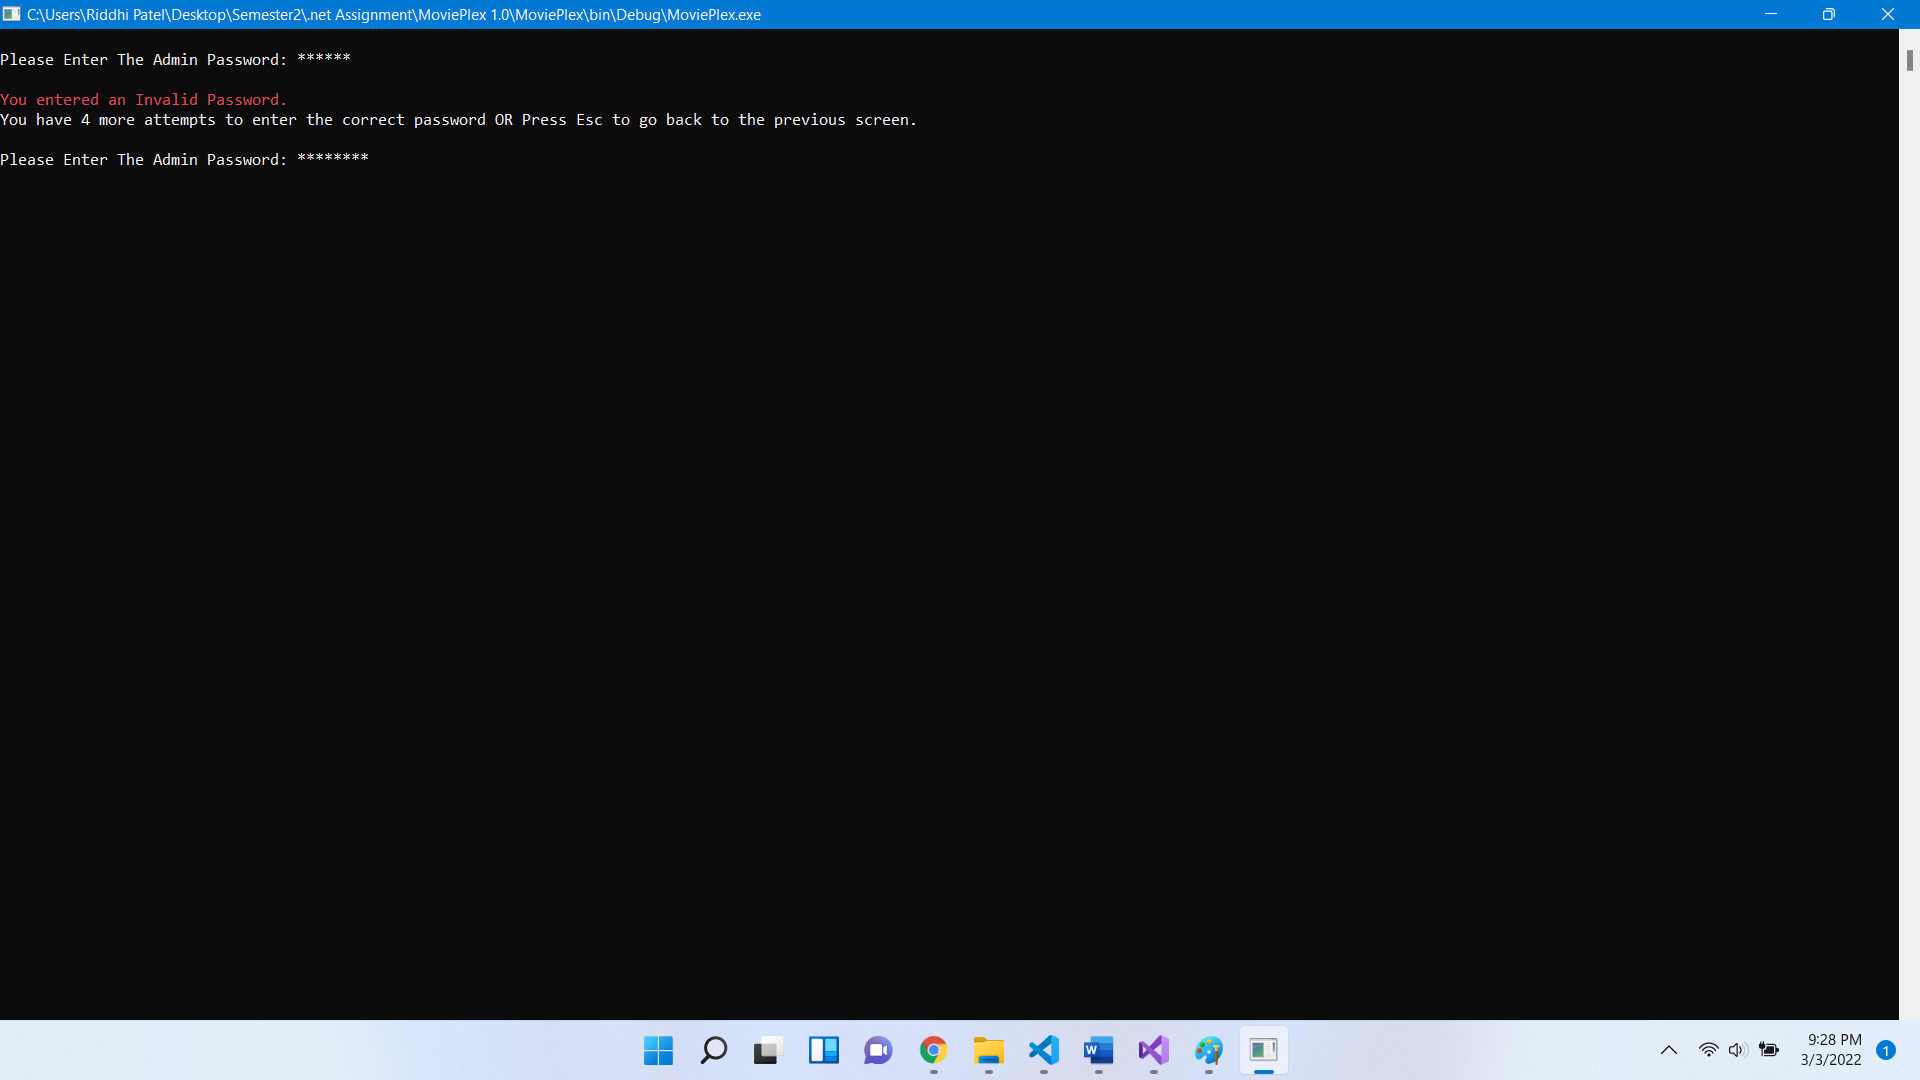 C:\Users\Riddhi Patel\Desktop\Semester2\.net Assignment\MoviePlex 1.0\MoviePlex\bin\Debug\MoviePlex.exe
Please Enter The Admin Password: ******
You entered an Invalid Password.
You have 4 more attempts to enter the correct password OR Press Esc to go back to the previous screen.
Please Enter The Admin Password: ********
W
9:28 PM
3/3/2022
1